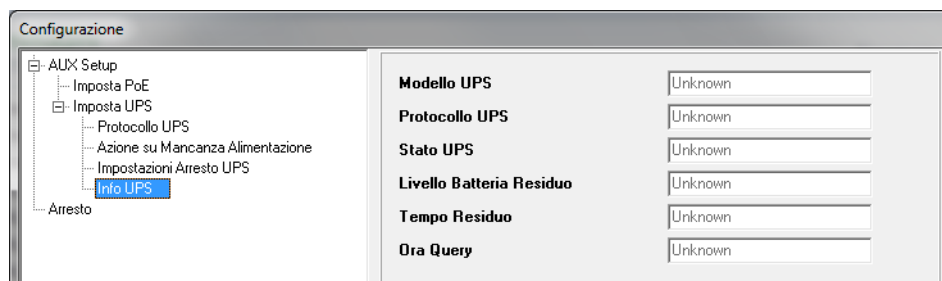 Configurazione
AUX Setup
Imposta PoE
Imposta UPS
Protocollo UPS
Azione su Mancanza Alimentazione
Impostazioni Arresto UPS
Info UPS
Arresto
Modello UPS Unknown
Protocollo UPS Unknown
Stato UPS Unknown
Livello Batteria Residuo Unknown
Tempo Residuo Unknown
Ora Query Unknown